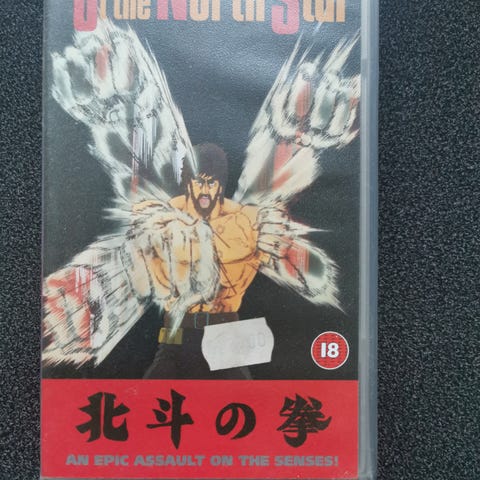 of the North Star
18
北斗の拳
AN EPIC ASSAULT ON THE SENSES!